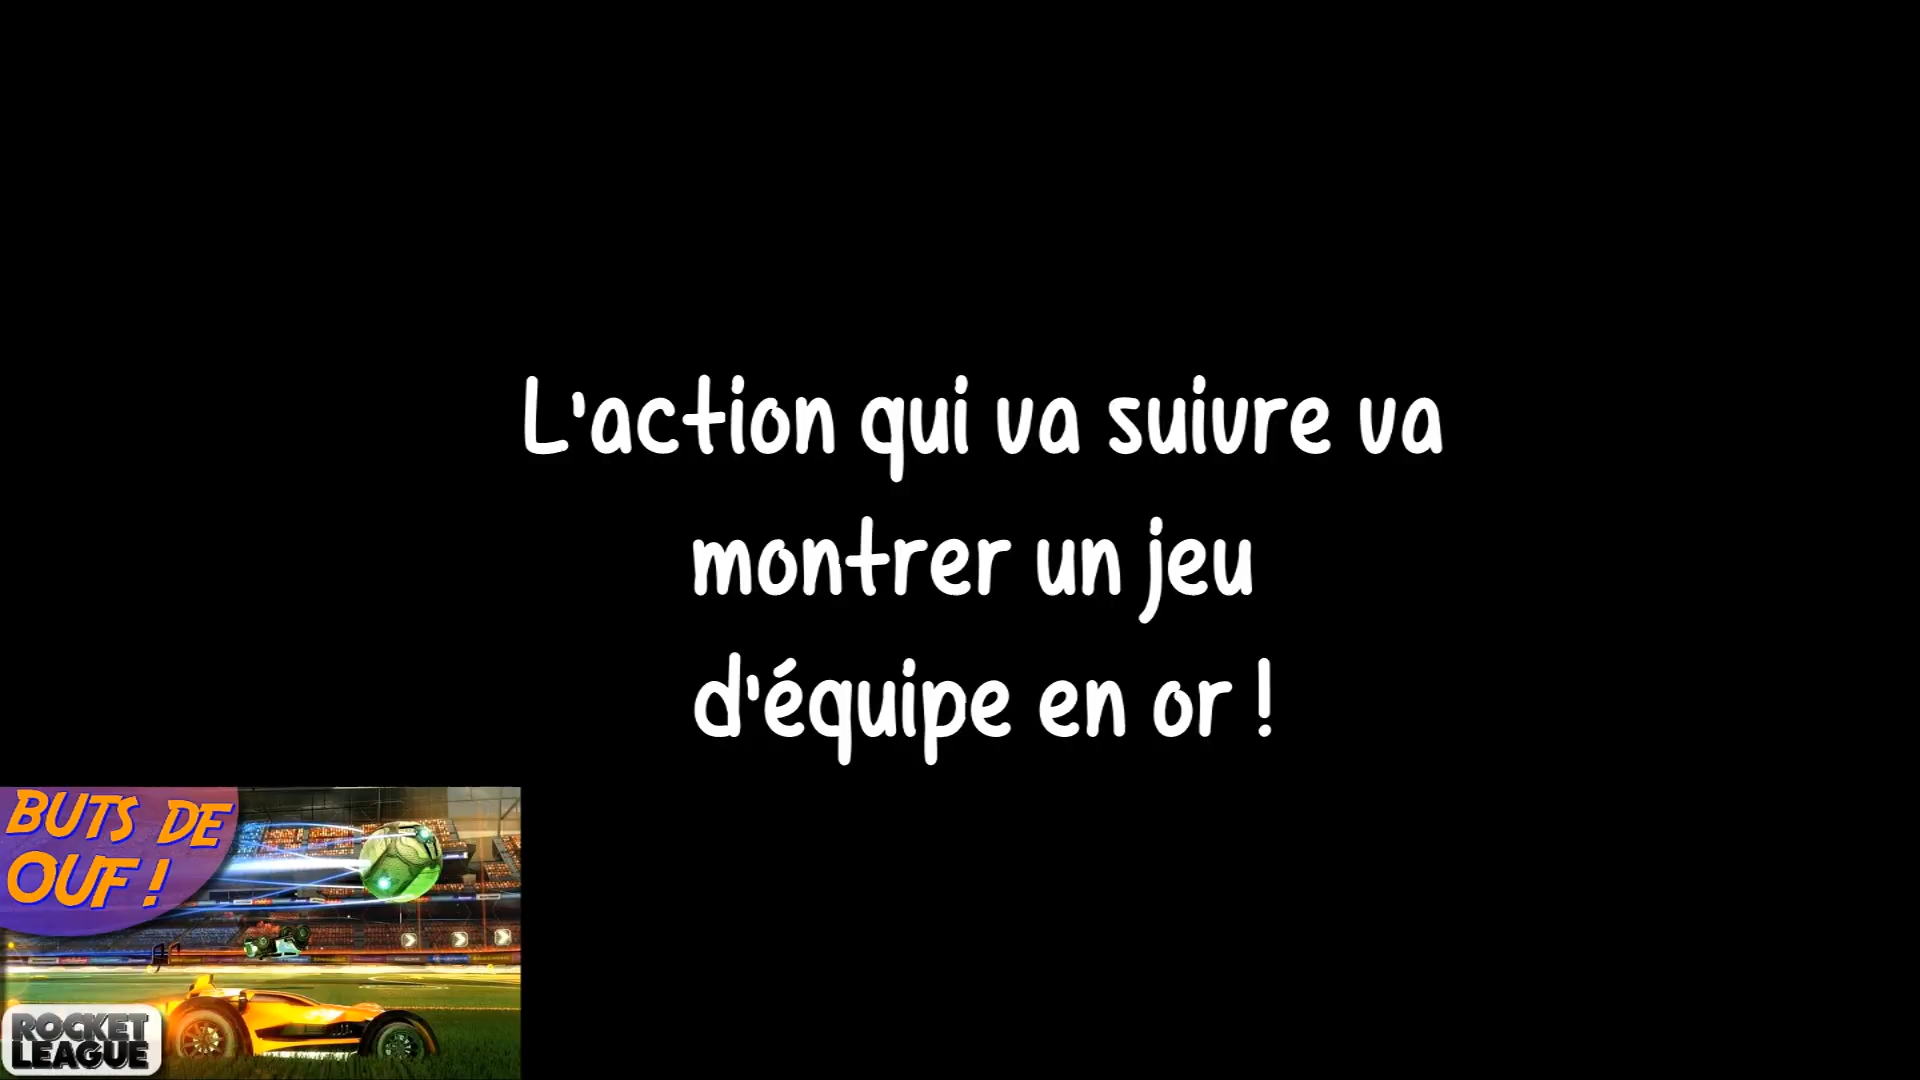 L'action qui va suivre va
montrer un jeu
d'équipe en or !
BUTS DE
OUF !
ROCKET
LEAGUE